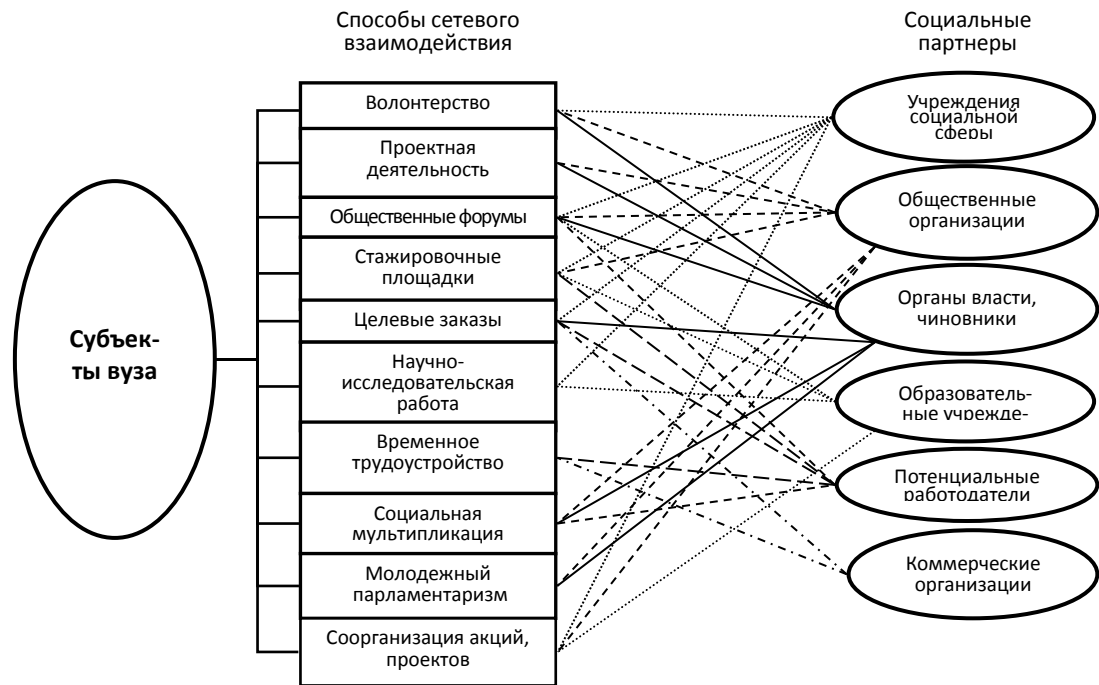 Способы сетевого
взаимодействия
Социальные
партнеры
Субъек-
ты вуза
Волонтерство
Проектная
деятельность
Общественные форумы
Стажировочные
площадки
Целевые заказы
Научно-
исследовательская
работа
Временное
трудоустройство
Социальная
мультипликация
Молодежный
парламентаризм
Соорганизация акций,
проектов
Учреждения
социальной
сферы
Общественные
организации
Органы власти,
чиновники
Образователь-
ные учрежде-
Потенциальные
работодатели
Коммерческие
организации